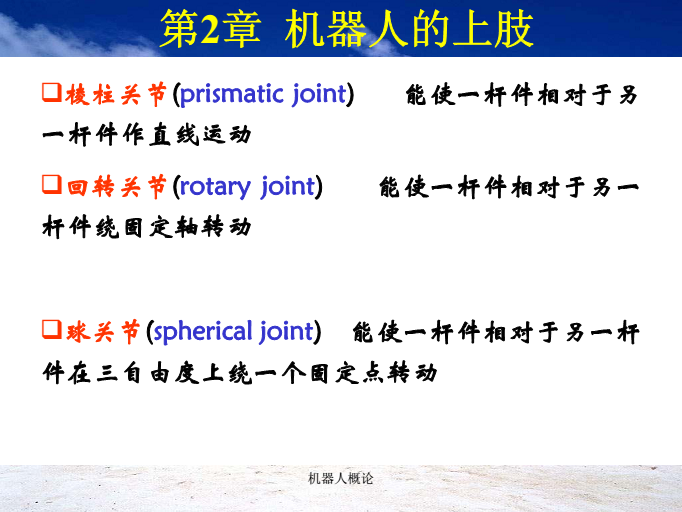 第2章 机器人的上肢
❑棱柱关节(prismatic joint) 能使一杆件相对于另
一杆件作直线运动
❑回转关节(rotary joint) 能使一杆件相对于另一
杆件绕固定轴转动
❑球关节(spherical joint) 能使一杆件相对于另一杆
件在三自由度上绕一个固定点转动
机器人概论